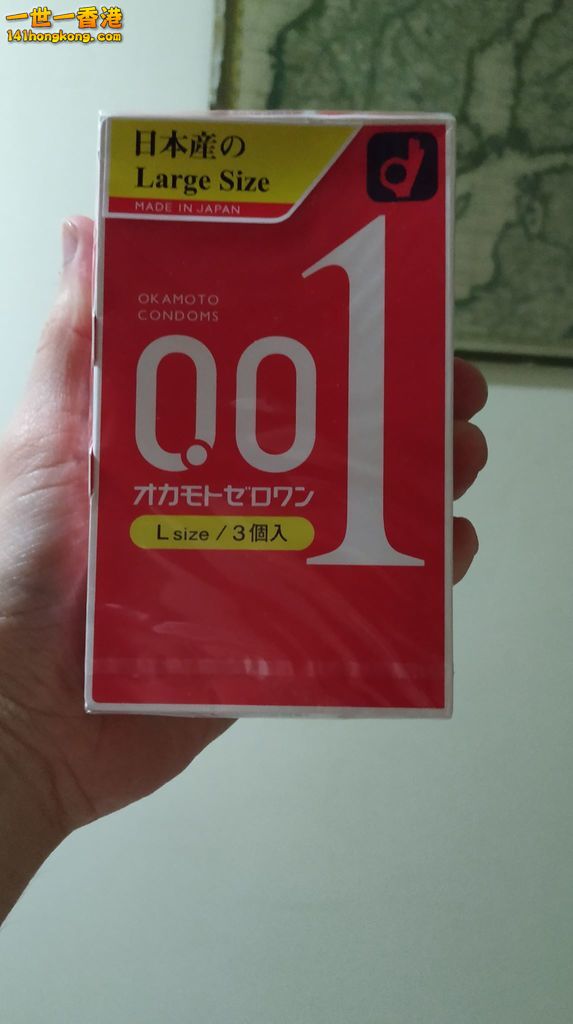 一世一香港
141hongkong.com
日本産の
Large Size
MADE IN JAPAN
OKAMOTO
CONDOMS
0.01
オカモトゼロワン
L size / 3個入